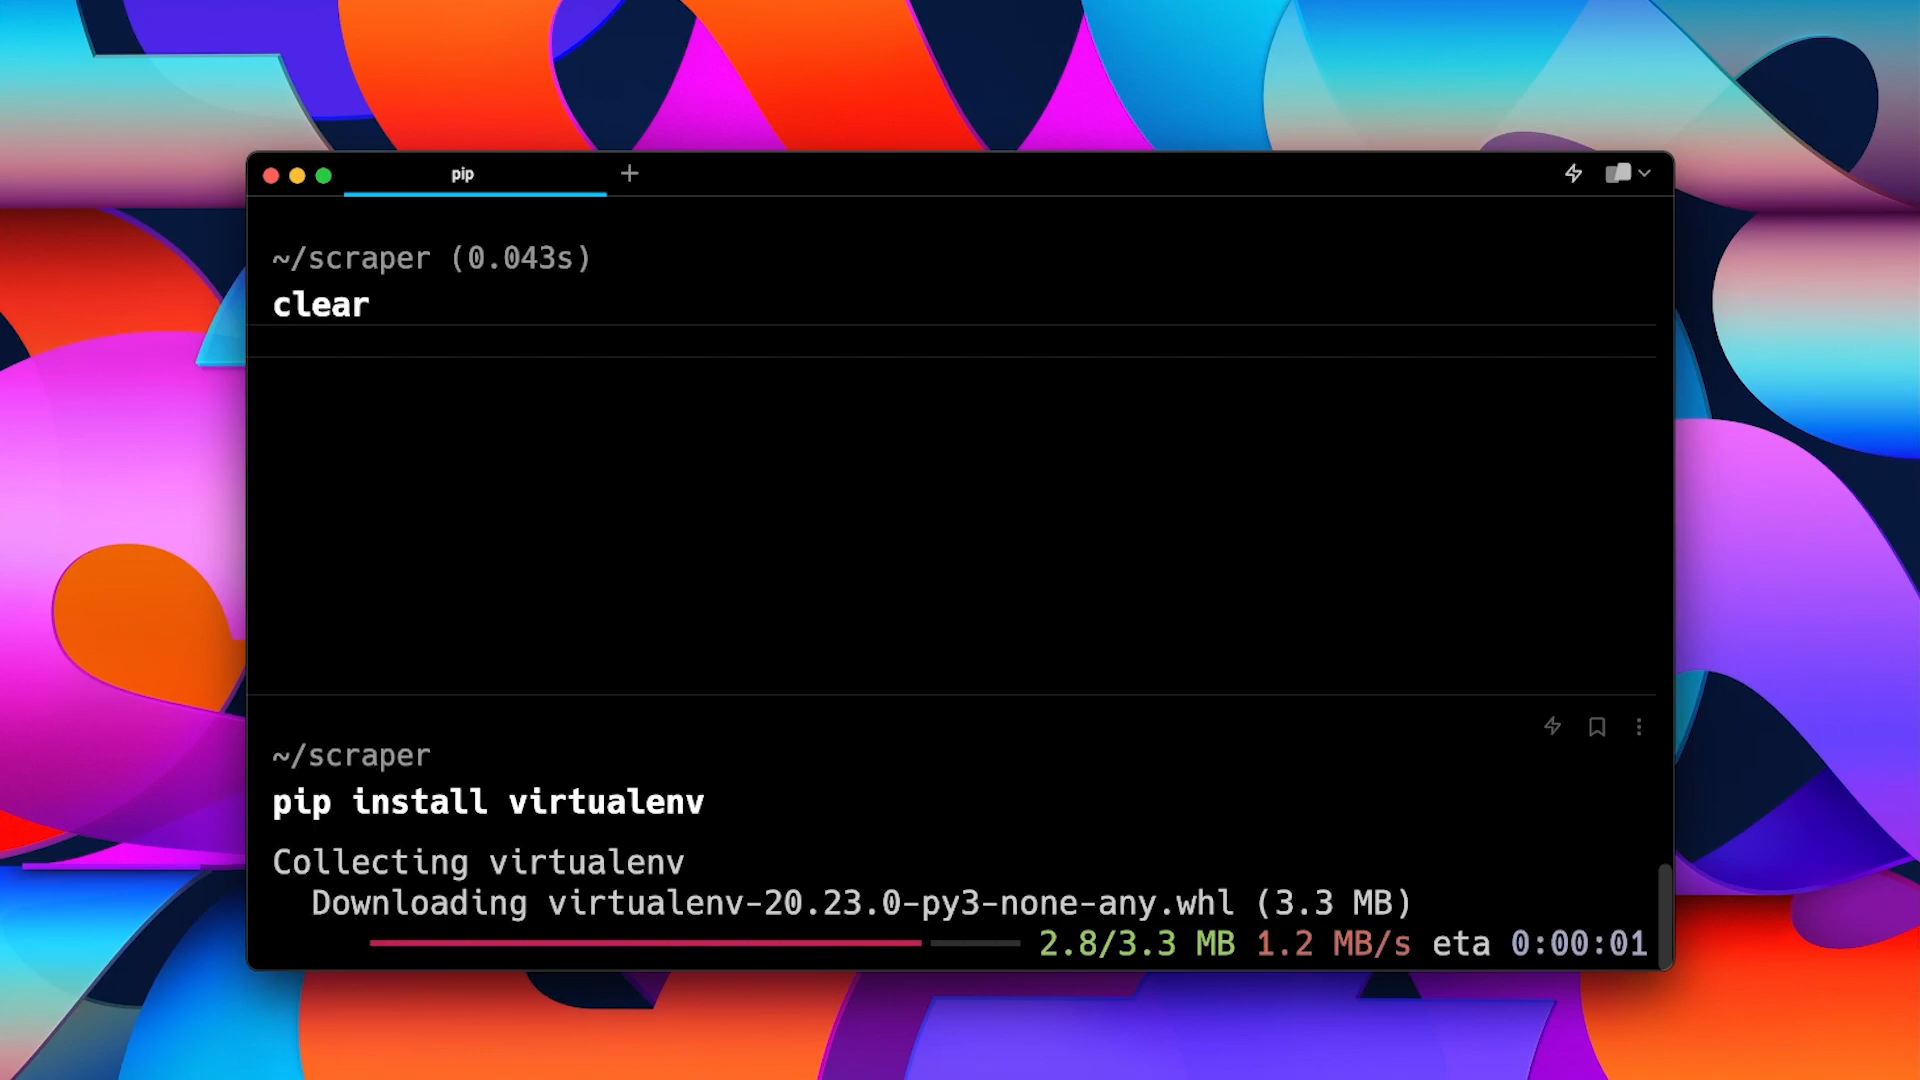 pip
~/scraper (0.043s)
clear
~/scraper
pip install virtualenv
Collecting virtualenv
Downloading virtualenv-20.23.0-py3-none-any.whl (3.3 MB)
2.8/3.3 MB 1.2 MB/s eta 0:00:01